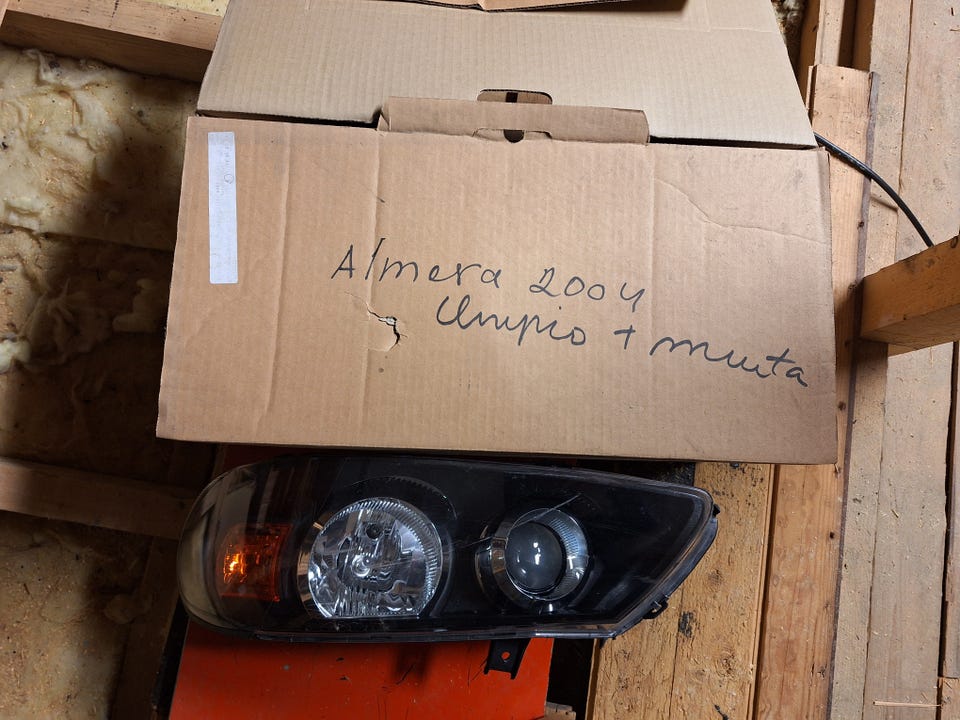 Almera 2004
Umpio + muuta